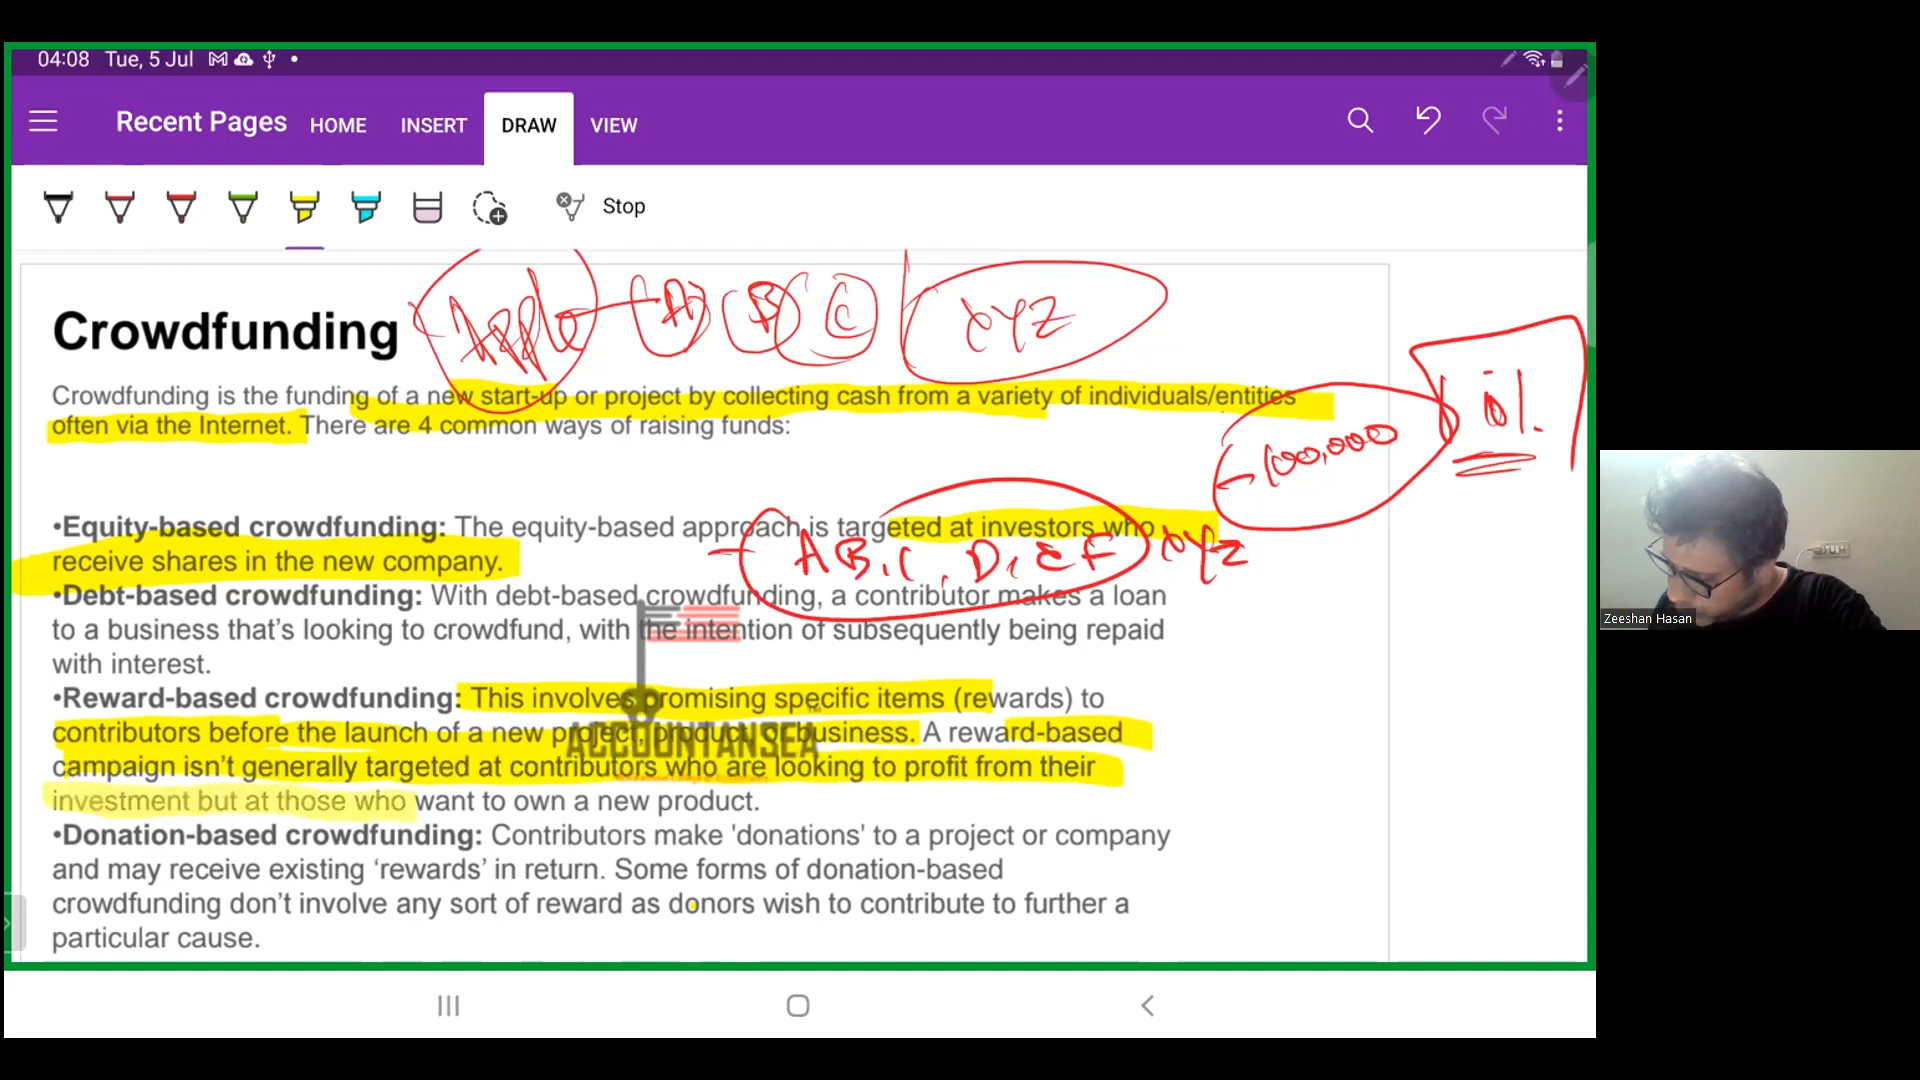 04:08 Tue, 5 Jul
Recent Pages HOME INSERT DRAW VIEW
Stop
Apple A B C XYZ
Crowdfunding
Crowdfunding is the funding of a new start-up or project by collecting cash from a variety of individuals/entities
often via the Internet. There are 4 common ways of raising funds:
100,000
•Equity-based crowdfunding: The equity-based approach is targeted at investors who
receive shares in the new company.
A B, C, D, E F XYZ
•Debt-based crowdfunding: With debt-based crowdfunding, a contributor makes a loan
to a business that's looking to crowdfund, with the intention of subsequently being repaid
with interest.
•Reward-based crowdfunding: This involves promising specific items (rewards) to
contributors before the launch of a new project, product or business. A reward-based
campaign isn't generally targeted at contributors who are looking to profit from their
investment but at those who want to own a new product.
ACCOUNTANSEA
•Donation-based crowdfunding: Contributors make 'donations' to a project or company
and may receive existing 'rewards' in return. Some forms of donation-based
crowdfunding don't involve any sort of reward as donors wish to contribute to further a
particular cause.
Zeeshan Hasan